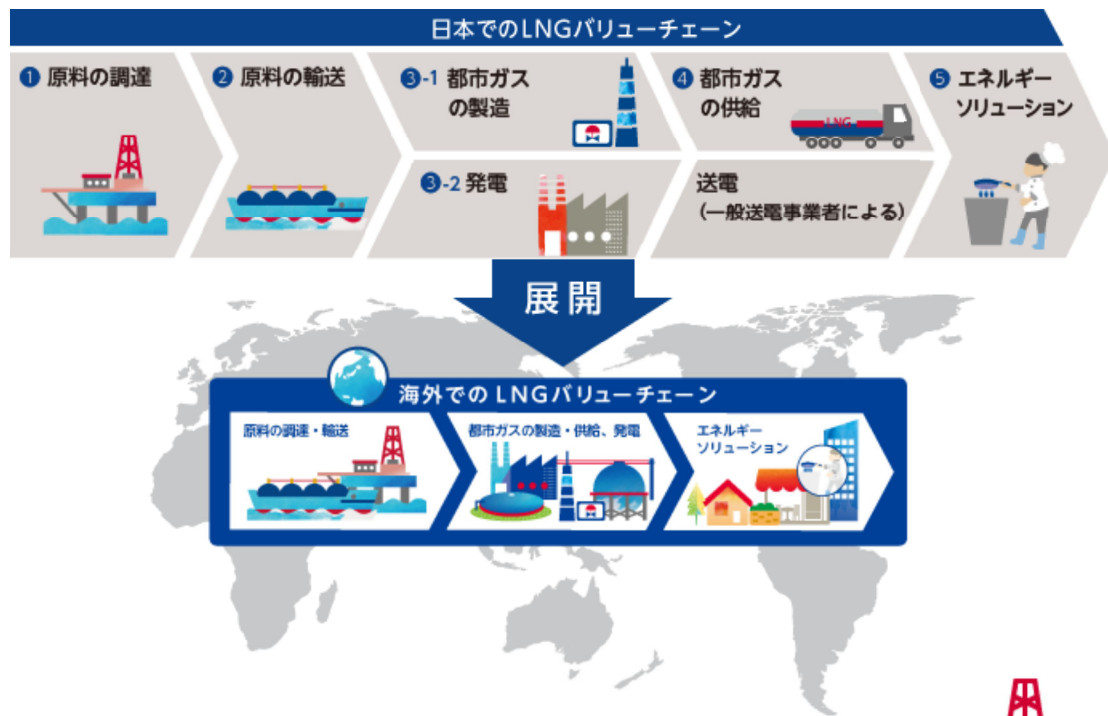 日本でのLNGバリューチェーン
1 原料の調達
2 原料の輸送
3-1 都市ガス
の製造
4 都市ガス
の供給
LNG
5 エネルギー
ソリューション
3-2 発電
送電
(一般送電事業者による)
展開
海外でのLNGバリューチェーン
原料の調達・輸送
都市ガスの製造・供給、発電
エネルギー
ソリューション